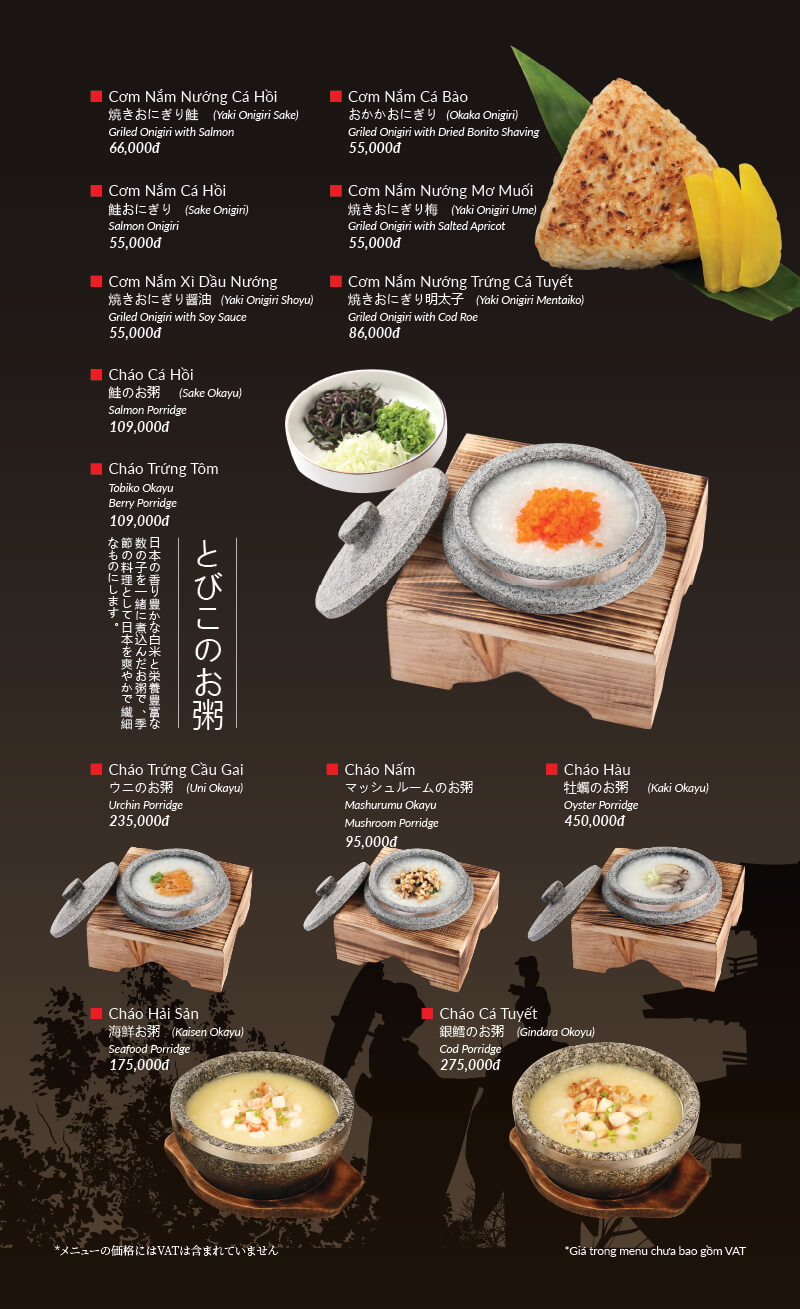 Cơm Nắm Nướng Cá Hồi
焼きおにぎり鮭 (Yaki Onigiri Sake)
Griled Onigiri with Salmon
66,000đ
Cơm Nắm Cá Bào
おかかおにぎり (Okaka Onigiri)
Griled Onigiri with Dried Bonito Shaving
55,000đ
Cơm Nắm Cá Hồi
鮭おにぎり (Sake Onigiri)
Salmon Onigiri
55,000đ
Cơm Nắm Nướng Mơ Muối
焼きおにぎり梅 (Yaki Onigiri Ume)
Griled Onigiri with Salted Apricot
55,000đ
Cơm Nắm Xì Dầu Nướng
焼きおにぎり醤油 (Yaki Onigiri Shoyu)
Griled Onigiri with Soy Sauce
55,000đ
Cơm Nắm Nướng Trứng Cá Tuyết
焼きおにぎり明太子 (Yaki Onigiri Mentaiko)
Griled Onigiri with Cod Roe
86,000đ
Cháo Cá Hồi
鮭のお粥 (Sake Okayu)
Salmon Porridge
109,000đ
Cháo Trứng Tôm
Tobiko Okayu
Berry Porridge
109,000đ
とびこのお粥
日本の香り豊かな白米と栄養豊富な
数の子を一緒に煮込んだお粥で、季
節の料理として日本を爽やかで繊細
なものにします。
Cháo Trứng Cầu Gai
ウニのお粥 (Uni Okayu)
Urchin Porridge
235,000đ
Cháo Nấm
マッシュルームのお粥
Mashurumu Okayu
Mushroom Porridge
95,000đ
Cháo Hàu
牡蠣のお粥 (Kaki Okayu)
Oyster Porridge
450,000đ
Cháo Hải Sản
海鮮お粥 (Kaisen Okayu)
Seafood Porridge
175,000đ
Cháo Cá Tuyết
銀鱈のお粥 (Gindara Okoyu)
Cod Porridge
275,000đ
*メニューの価格にはVATは含まれていません
*Giá trong menu chưa bao gồm VAT